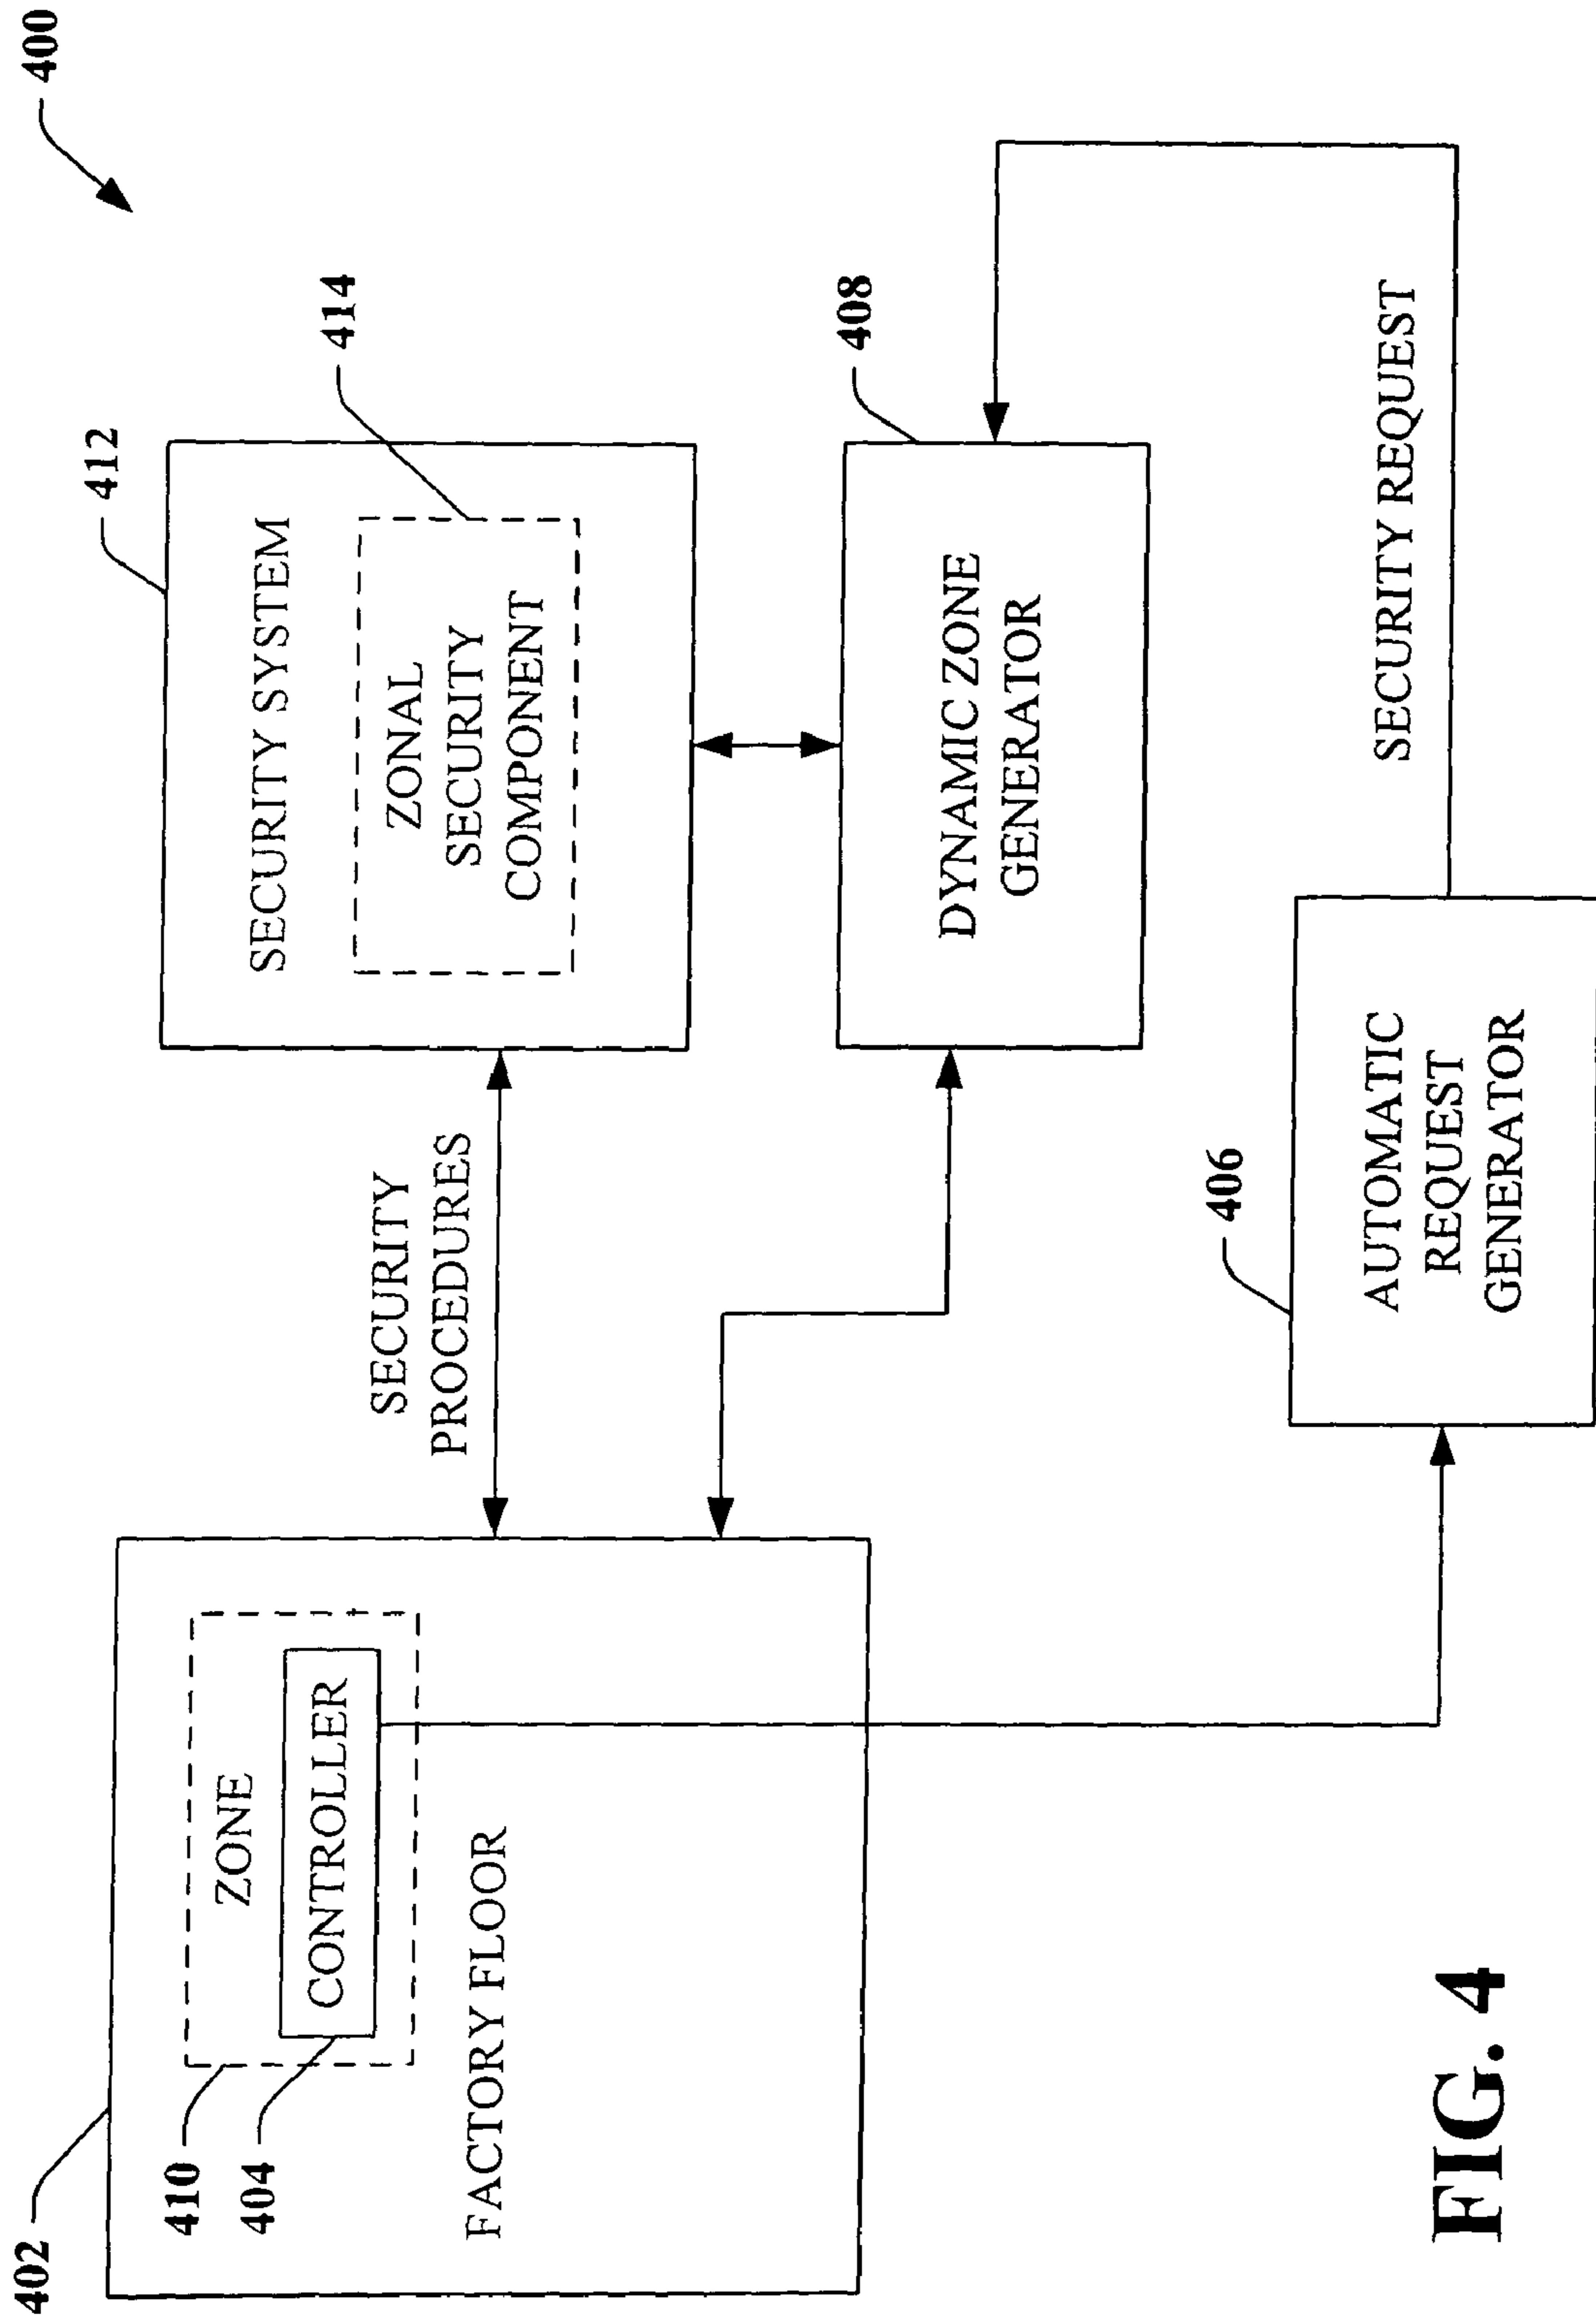 400
402
410
404
ZONE
CONTROLLER
FACTORY FLOOR
SECURITY
PROCEDURES
412
SECURITY SYSTEM
414
ZONAL
SECURITY
COMPONENT
408
DYNAMIC ZONE
GENERATOR
406
AUTOMATIC
REQUEST
GENERATOR
SECURITY REQUEST
FIG. 4